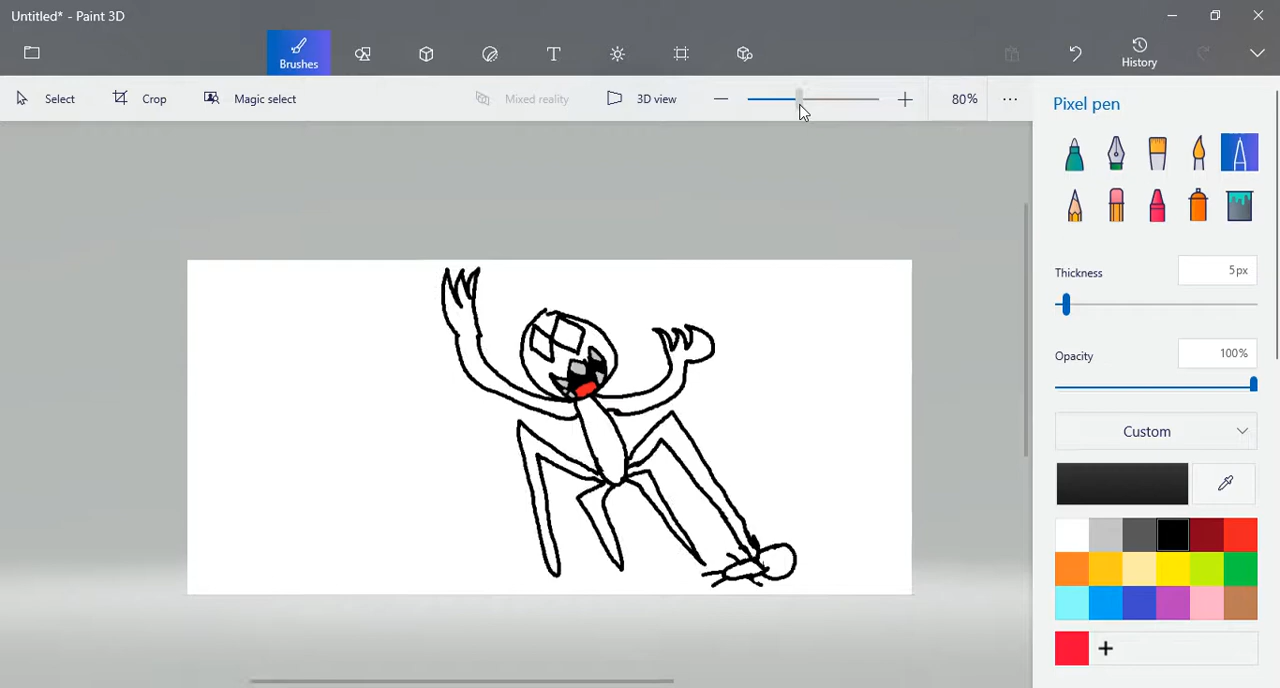 Untitled* - Paint 3D
Brushes
History
Select
Crop
Magic select
Mixed reality
3D view
80%
Pixel pen
Thickness
5px
Opacity
100%
Custom